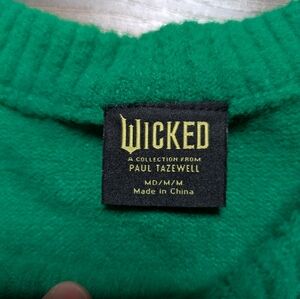 WICKED
A COLLECTION FROM
PAUL TAZEWELL
MD/M/M
Made in China